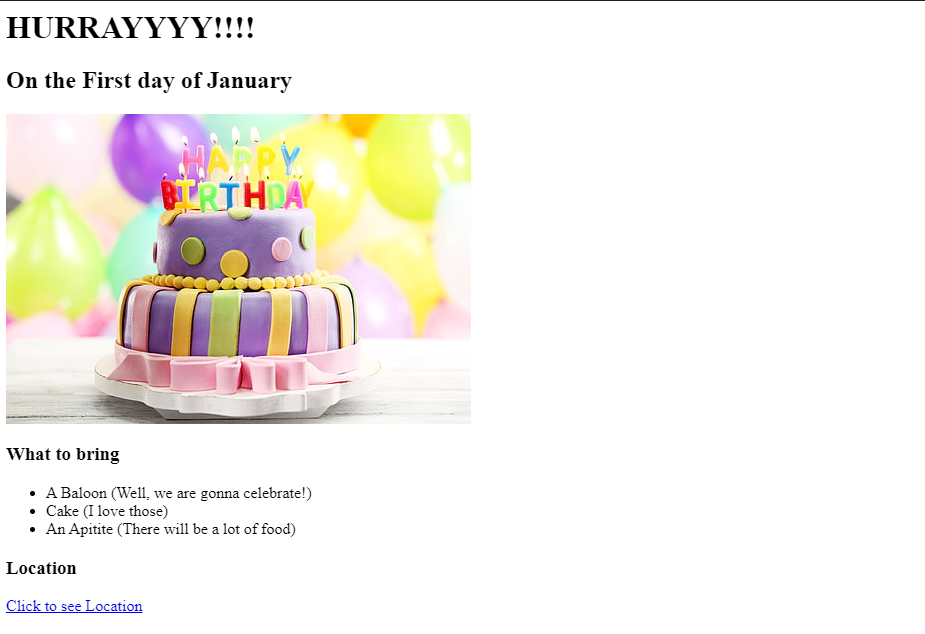 HURRAYYYY!!!!
On the First day of January
HAPPY
BIRTHDAY
What to bring
A Baloon (Well, we are gonna celebrate!)
Cake (I love those)
An Apitite (There will be a lot of food)
Location
Click to see Location